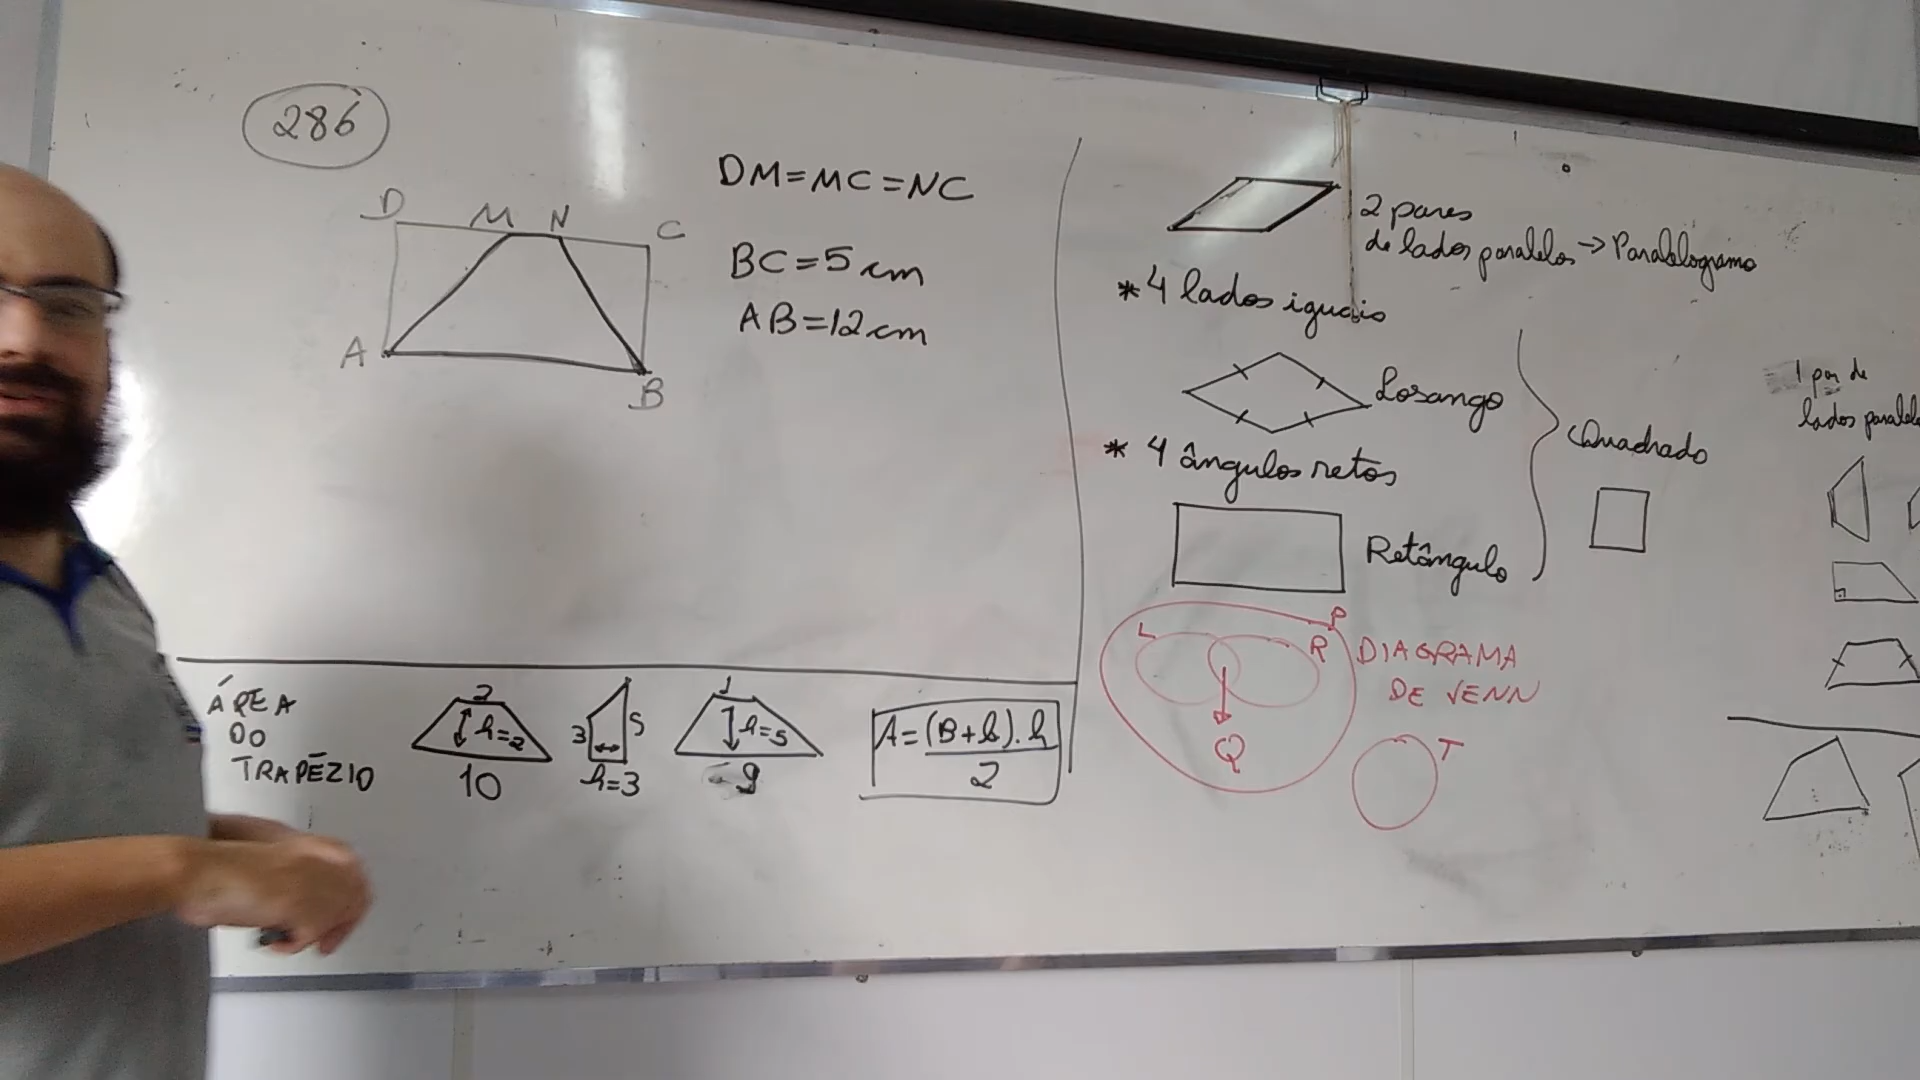 286
D M N C
A B
DM=MC=NC
BC=5cm
AB=12cm
ÁREA
DO
TRAPÉZIO
2
h=2
10
3
5
h=3
1
h=5
9
A=(B+b).h
2
2 pares
de lados paralelos → Paralelogramo
* 4 lados iguais
Losango
* 4 ângulos retos
Retângulo
Quadrado
L R P
Q
T
DIAGRAMA
DE VENN
1 par de
lados